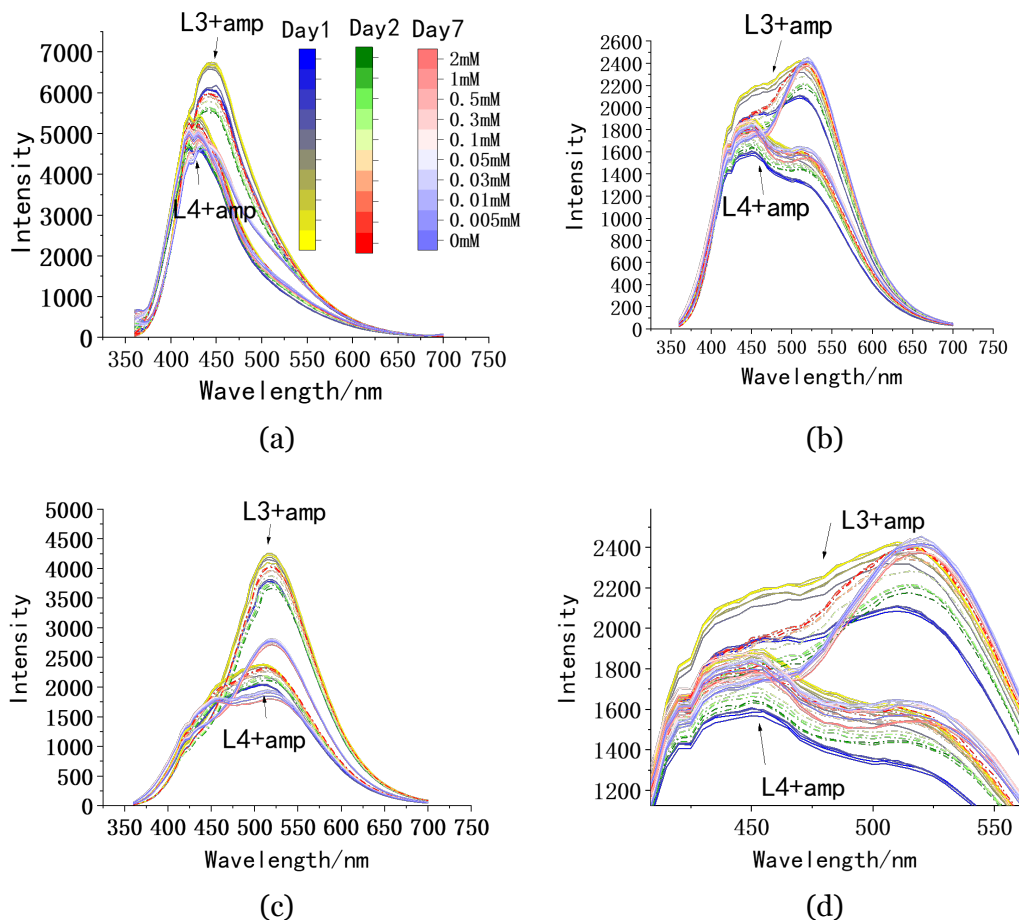 L3+amp
Day1 Day2 Day7
7000
6000
5000
4000
3000
2000
1000
0
2mM
1mM
0.5mM
0.3mM
0.1mM
0.05mM
0.03mM
0.01mM
0.005mM
0mM
L4+amp
Intensity
350 400 450 500 550 600 650 700 750
Wavelength/nm
(a)
L3+amp
2600
2400
2200
2000
1800
1600
1400
1200
1000
800
600
400
200
0
L4+amp
Intensity
350 400 450 500 550 600 650 700 750
Wavelength/nm
(b)
5000
4500
4000
3500
3000
2500
2000
1500
1000
500
0
L3+amp
L4+amp
Intensity
350 400 450 500 550 600 650 700 750
Wavelength/nm
(c)
L3+amp
2400
2200
2000
1800
1600
1400
1200
L4+amp
Intensity
450 500 550
Wavelength/nm
(d)